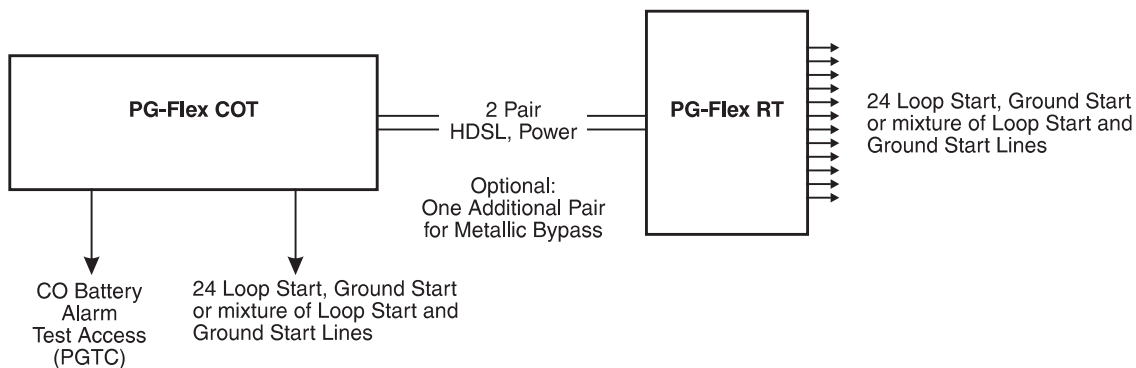 PG-Flex COT
2 Pair
HDSL, Power
Optional:
One Additional Pair
for Metallic Bypass
PG-Flex RT
24 Loop Start, Ground Start
or mixture of Loop Start and
Ground Start Lines
CO Battery
Alarm
Test Access
(PGTC)
24 Loop Start, Ground Start
or mixture of Loop Start and
Ground Start Lines